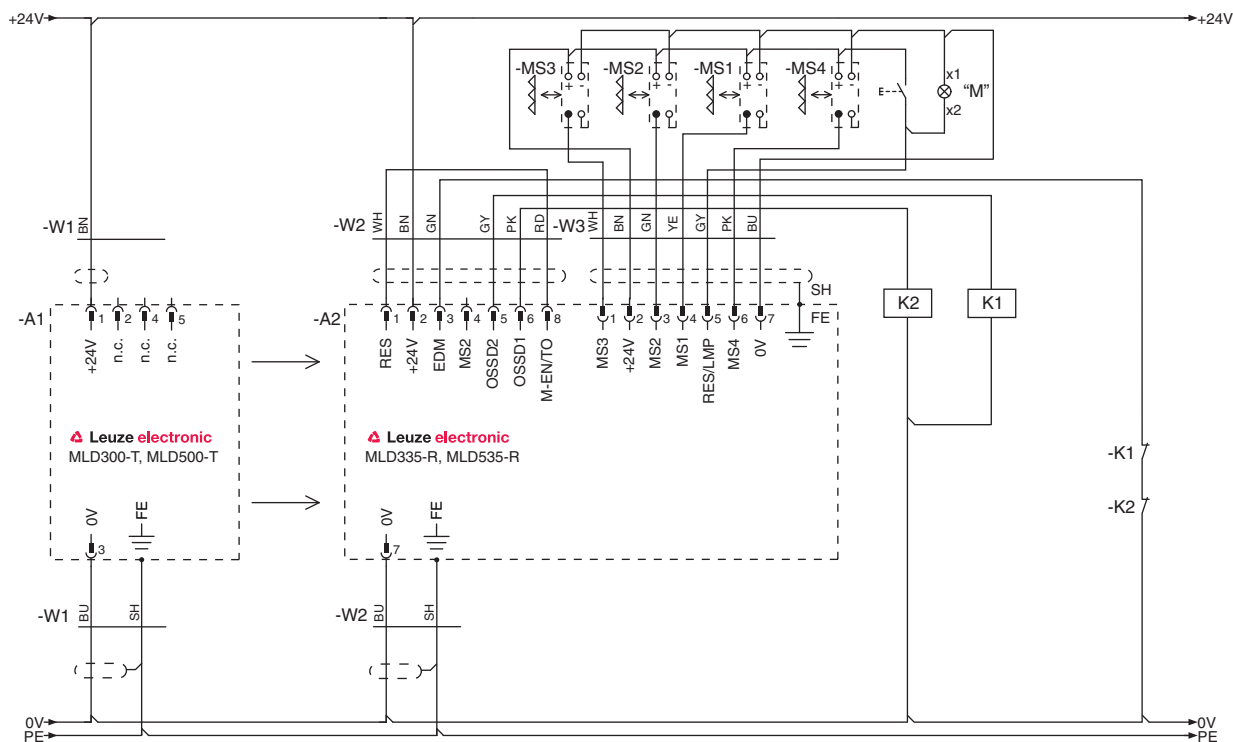 +24V +24V
-MS3 -MS2 -MS1 -MS4
+ - + - + - + -
E x1 "M"
x2
-W1 BN -W2 WH BN GN GY PK RD -W3 WH BN GN YE GY PK BU
SH
K2 K1
-A1 1 2 4 5 -A2 1 2 3 4 5 6 8 1 2 3 4 5 6 7 FE
+24V n.c. n.c. n.c. RES +24V EDM MS2 OSSD2 OSSD1 M-EN/TO MS3 +24V MS2 MS1 RES/LMP MS4 0V
Leuze electronic Leuze electronic
MLD300-T, MLD500-T MLD335-R, MLD535-R
-K1
-K2
0V FE 0V FE
3 7
-W1 BU SH -W2 BU SH
0V 0V
PE PE